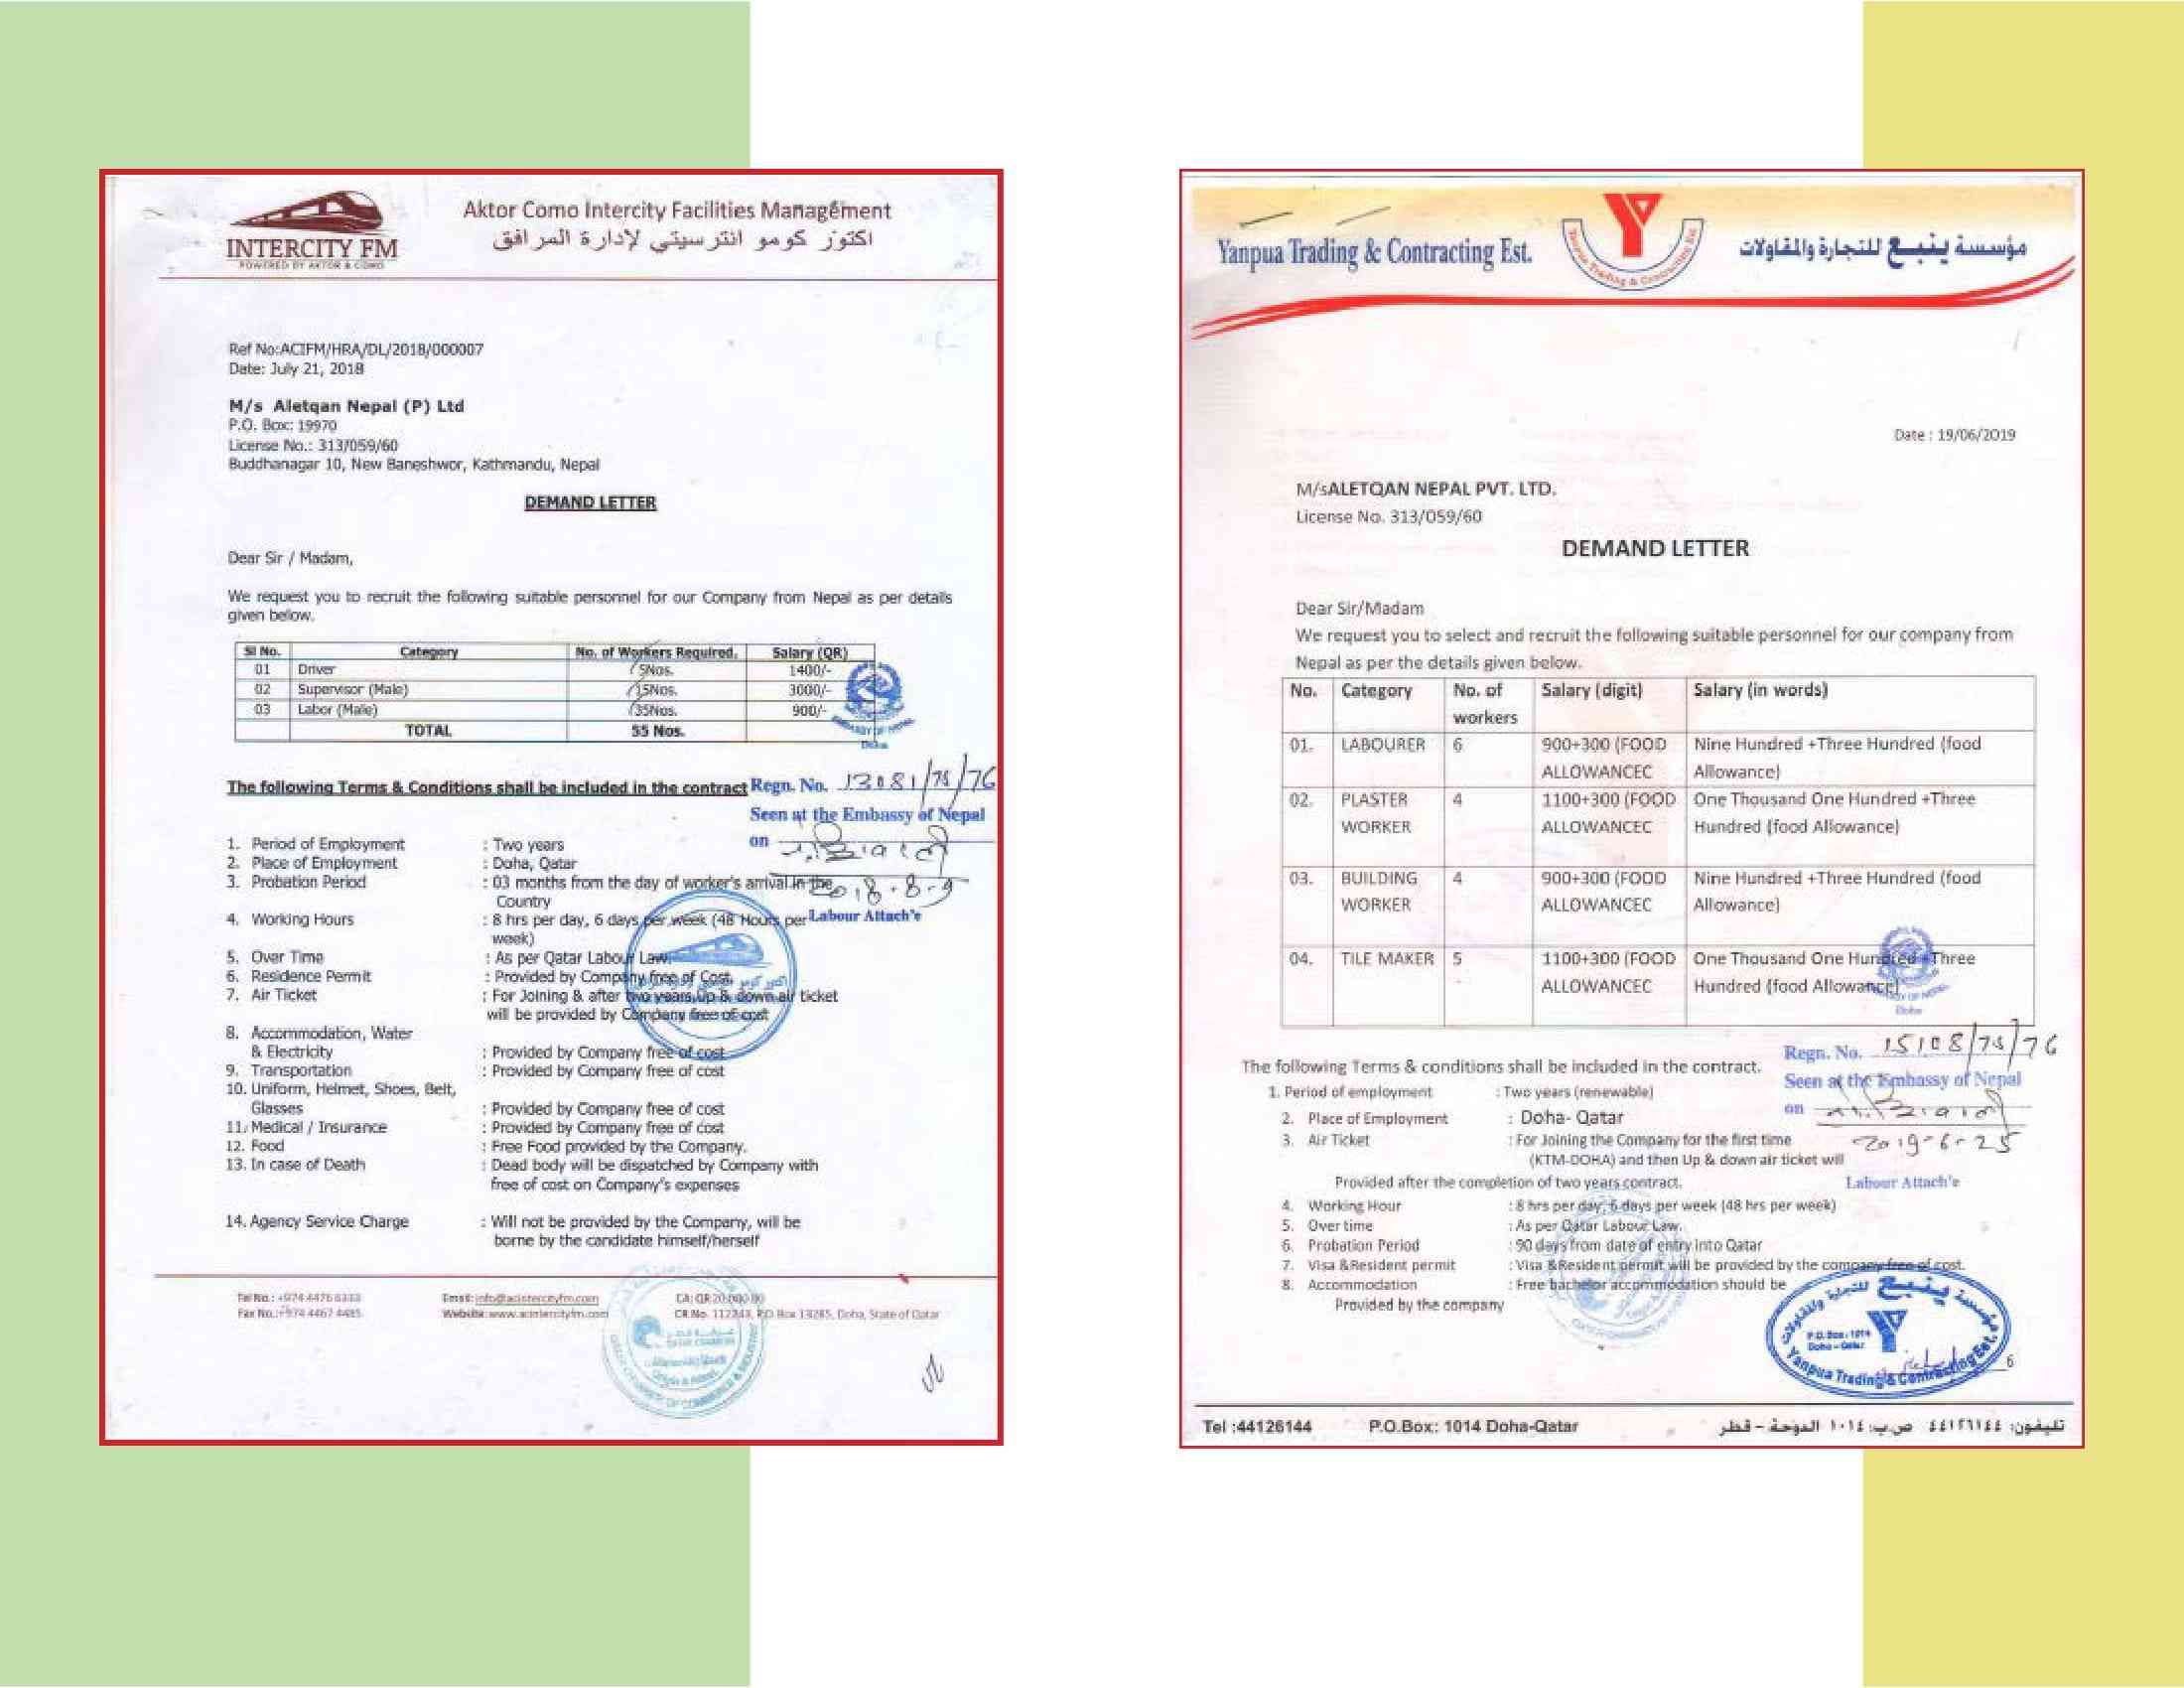 INTERCITY FM
POWERED BY AKTOR & COMO
Aktor Como Intercity Facilities Management
اكتور كومو انترسيتي لإدارة المرافق
Ref No:ACIFM/HRA/DL/2018/000007
Date: July 21, 2018
M/s Aletqan Nepal (P) Ltd
P.O. Box: 19970
License No.: 313/059/60
Buddhanagar 10, New Baneshwor, Kathmandu, Nepal
DEMAND LETTER
Dear Sir / Madam,
We request you to recruit the following suitable personnel for our Company from Nepal as per details
given below.
Sl No. Category No. of Workers Required. Salary (QR)
01 Driver 5Nos. 1400/-
02 Supervisor (Male) 15Nos. 3000/-
03 Labor (Male) 35Nos. 900/-
TOTAL 55 Nos.
EMBASSY OF NEPAL
Doha
The following Terms & Conditions shall be included in the contract
Regn. No. 13081/75/76
Seen at the Embassy of Nepal
on
2018-8-9
Labour Attach'e
1. Period of Employment : Two years
2. Place of Employment : Doha, Qatar
3. Probation Period : 03 months from the day of worker's arrival in the
Country
4. Working Hours : 8 hrs per day, 6 days per week (48 Hours per
week)
5. Over Time : As per Qatar Labour Law.
6. Residence Permit : Provided by Company free of Cost.
7. Air Ticket : For Joining & after two years Up & down air ticket
will be provided by Company free of cost
8. Accommodation, Water
& Electricity : Provided by Company free of cost
9. Transportation : Provided by Company free of cost
10. Uniform, Helmet, Shoes, Belt,
Glasses : Provided by Company free of cost
11. Medical / Insurance : Provided by Company free of cost
12. Food : Free Food provided by the Company.
13. In case of Death : Dead body will be dispatched by Company with
free of cost on Company's expenses
14. Agency Service Charge : Will not be provided by the Company, will be
borne by the candidate himself/herself
Tel No.: +974 4476 6333 Email: info@acintercityfm.com CA: QR 20,000.00
Fax No.:+974 4467 4485 Website: www.acintercityfm.com CR No. 112243, P.O Box 13285, Doha, State of Qatar
Yanpua Trading & Contracting Est.
Yanpua Trading & Contracting Est.
مؤسسة ينبع للتجارة والمقاولات
Date : 19/06/2019
M/sALETQAN NEPAL PVT. LTD.
License No. 313/059/60
DEMAND LETTER
Dear Sir/Madam
We request you to select and recruit the following suitable personnel for our company from
Nepal as per the details given below.
No. Category No. of workers Salary (digit) Salary (in words)
01. LABOURER 6 900+300 (FOOD ALLOWANCEC Nine Hundred +Three Hundred (food Allowance)
02. PLASTER WORKER 4 1100+300 (FOOD ALLOWANCEC One Thousand One Hundred +Three Hundred (food Allowance)
03. BUILDING WORKER 4 900+300 (FOOD ALLOWANCEC Nine Hundred +Three Hundred (food Allowance)
04. TILE MAKER 5 1100+300 (FOOD ALLOWANCEC One Thousand One Hundred +Three Hundred (food Allowance)
Doha
The following Terms & conditions shall be included in the contract.
Regn. No. 15108/75/76
Seen at the Embassy of Nepal
on
2019-6-25
Labour Attach'e
1. Period of employment : Two years (renewable)
2. Place of Employment : Doha- Qatar
3. Air Ticket : For Joining the Company for the first time
(KTM-DOHA) and then Up & down air ticket will
Provided after the completion of two years contract.
4. Working Hour : 8 hrs per day, 6 days per week (48 hrs per week)
5. Over time : As per Qatar Labour Law.
6. Probation Period : 90 days from date of entry into Qatar
7. Visa &Resident permit : Visa &Resident permit will be provided by the company free of cost.
8. Accommodation : Free bachelor accommodation should be
Provided by the company
مؤسسة ينبع للتجارة والمقاولات
P.O. Box : 1014
Doha - Qatar
Yanpua Trading & Contracting Est.
6
Tel :44126144 P.O.Box: 1014 Doha-Qatar تليفون: ٤٤١٢٦١٤٤ ص.ب: ١٠١٤ الدوحة - قطر